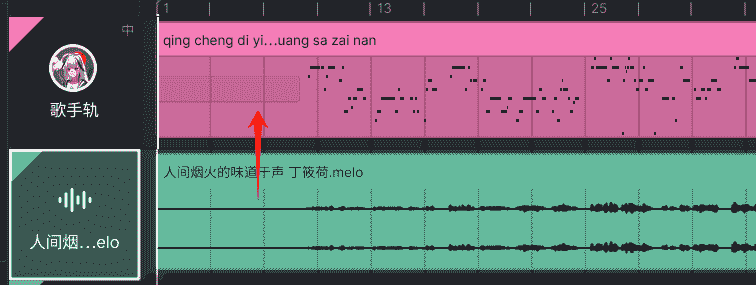 1 13 25
中
qing cheng di yi...uang sa zai nan
歌手轨
人间烟火的味道于声 丁筱荷.melo
人间烟...elo